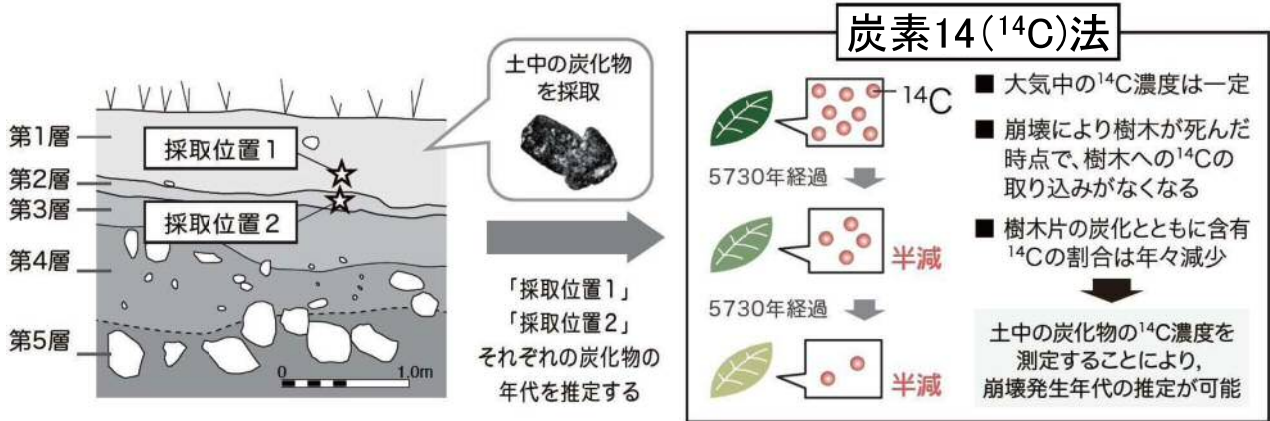 第1層
第2層
第3層
第4層
第5層
採取位置1
採取位置2
0
1.0m
土中の炭化物
を採取
「採取位置1」
「採取位置2」
それぞれの炭化物の
年代を推定する
炭素14(¹⁴C)法
¹⁴C
5730年経過
半減
5730年経過
半減
■ 大気中の¹⁴C濃度は一定
■ 崩壊により樹木が死んだ
時点で、樹木への¹⁴Cの
取り込みがなくなる
■ 樹木片の炭化とともに含有
¹⁴Cの割合は年々減少
土中の炭化物の¹⁴C濃度を
測定することにより,
崩壊発生年代の推定が可能